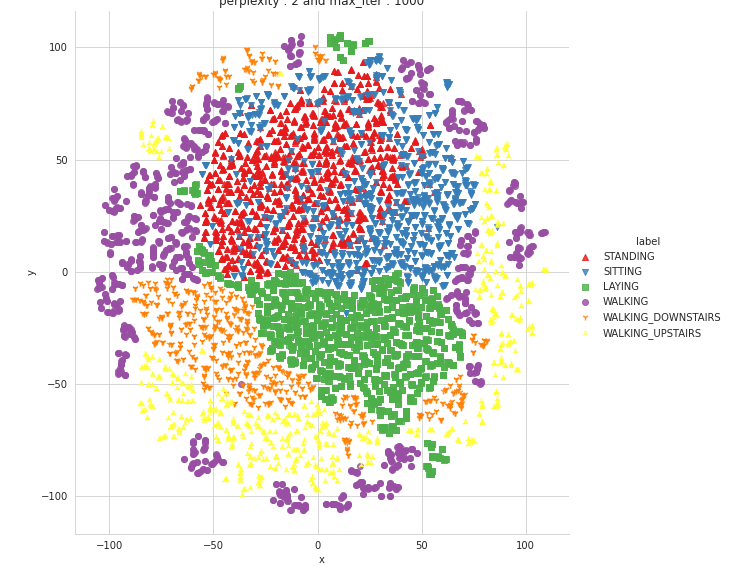 perplexity : 2 and max_iter : 1000
100
50
0
−50
−100
y
−100
−50
0
50
100
x
label
STANDING
SITTING
LAYING
WALKING
WALKING_DOWNSTAIRS
WALKING_UPSTAIRS